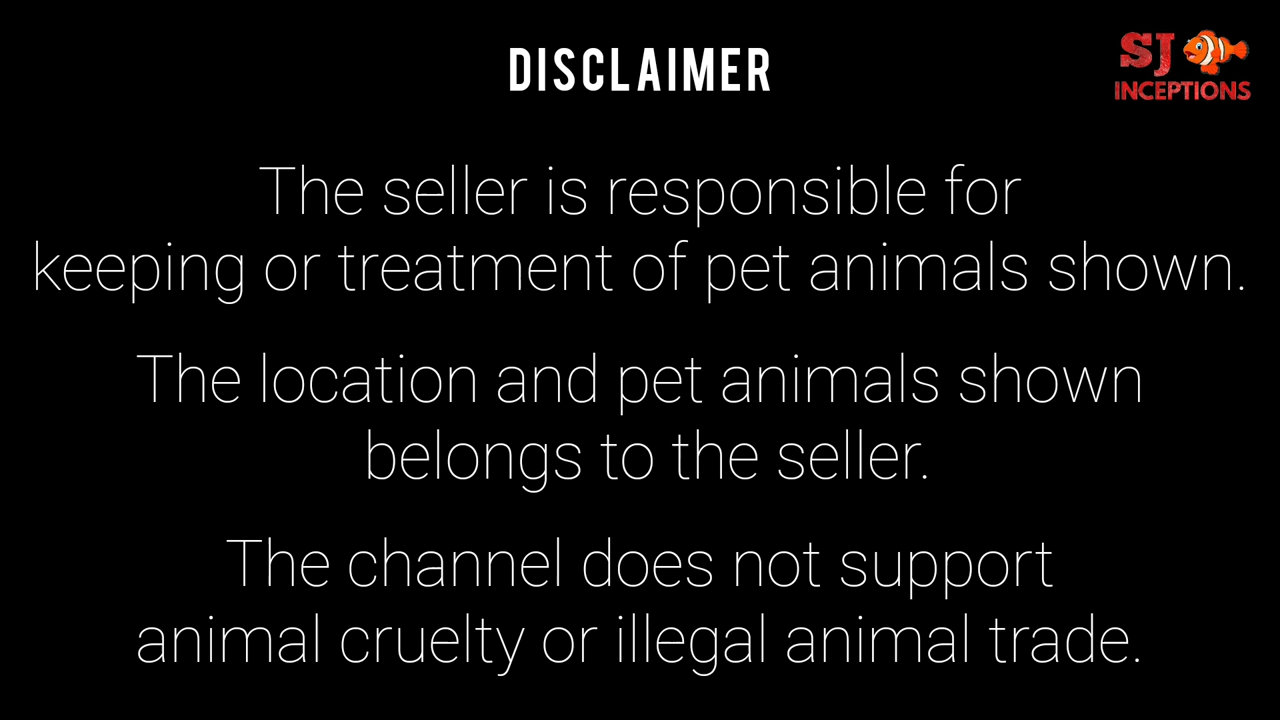 DISCLAIMER
SJ
INCEPTIONS
The seller is responsible for
keeping or treatment of pet animals shown.
The location and pet animals shown
belongs to the seller.
The channel does not support
animal cruelty or illegal animal trade.